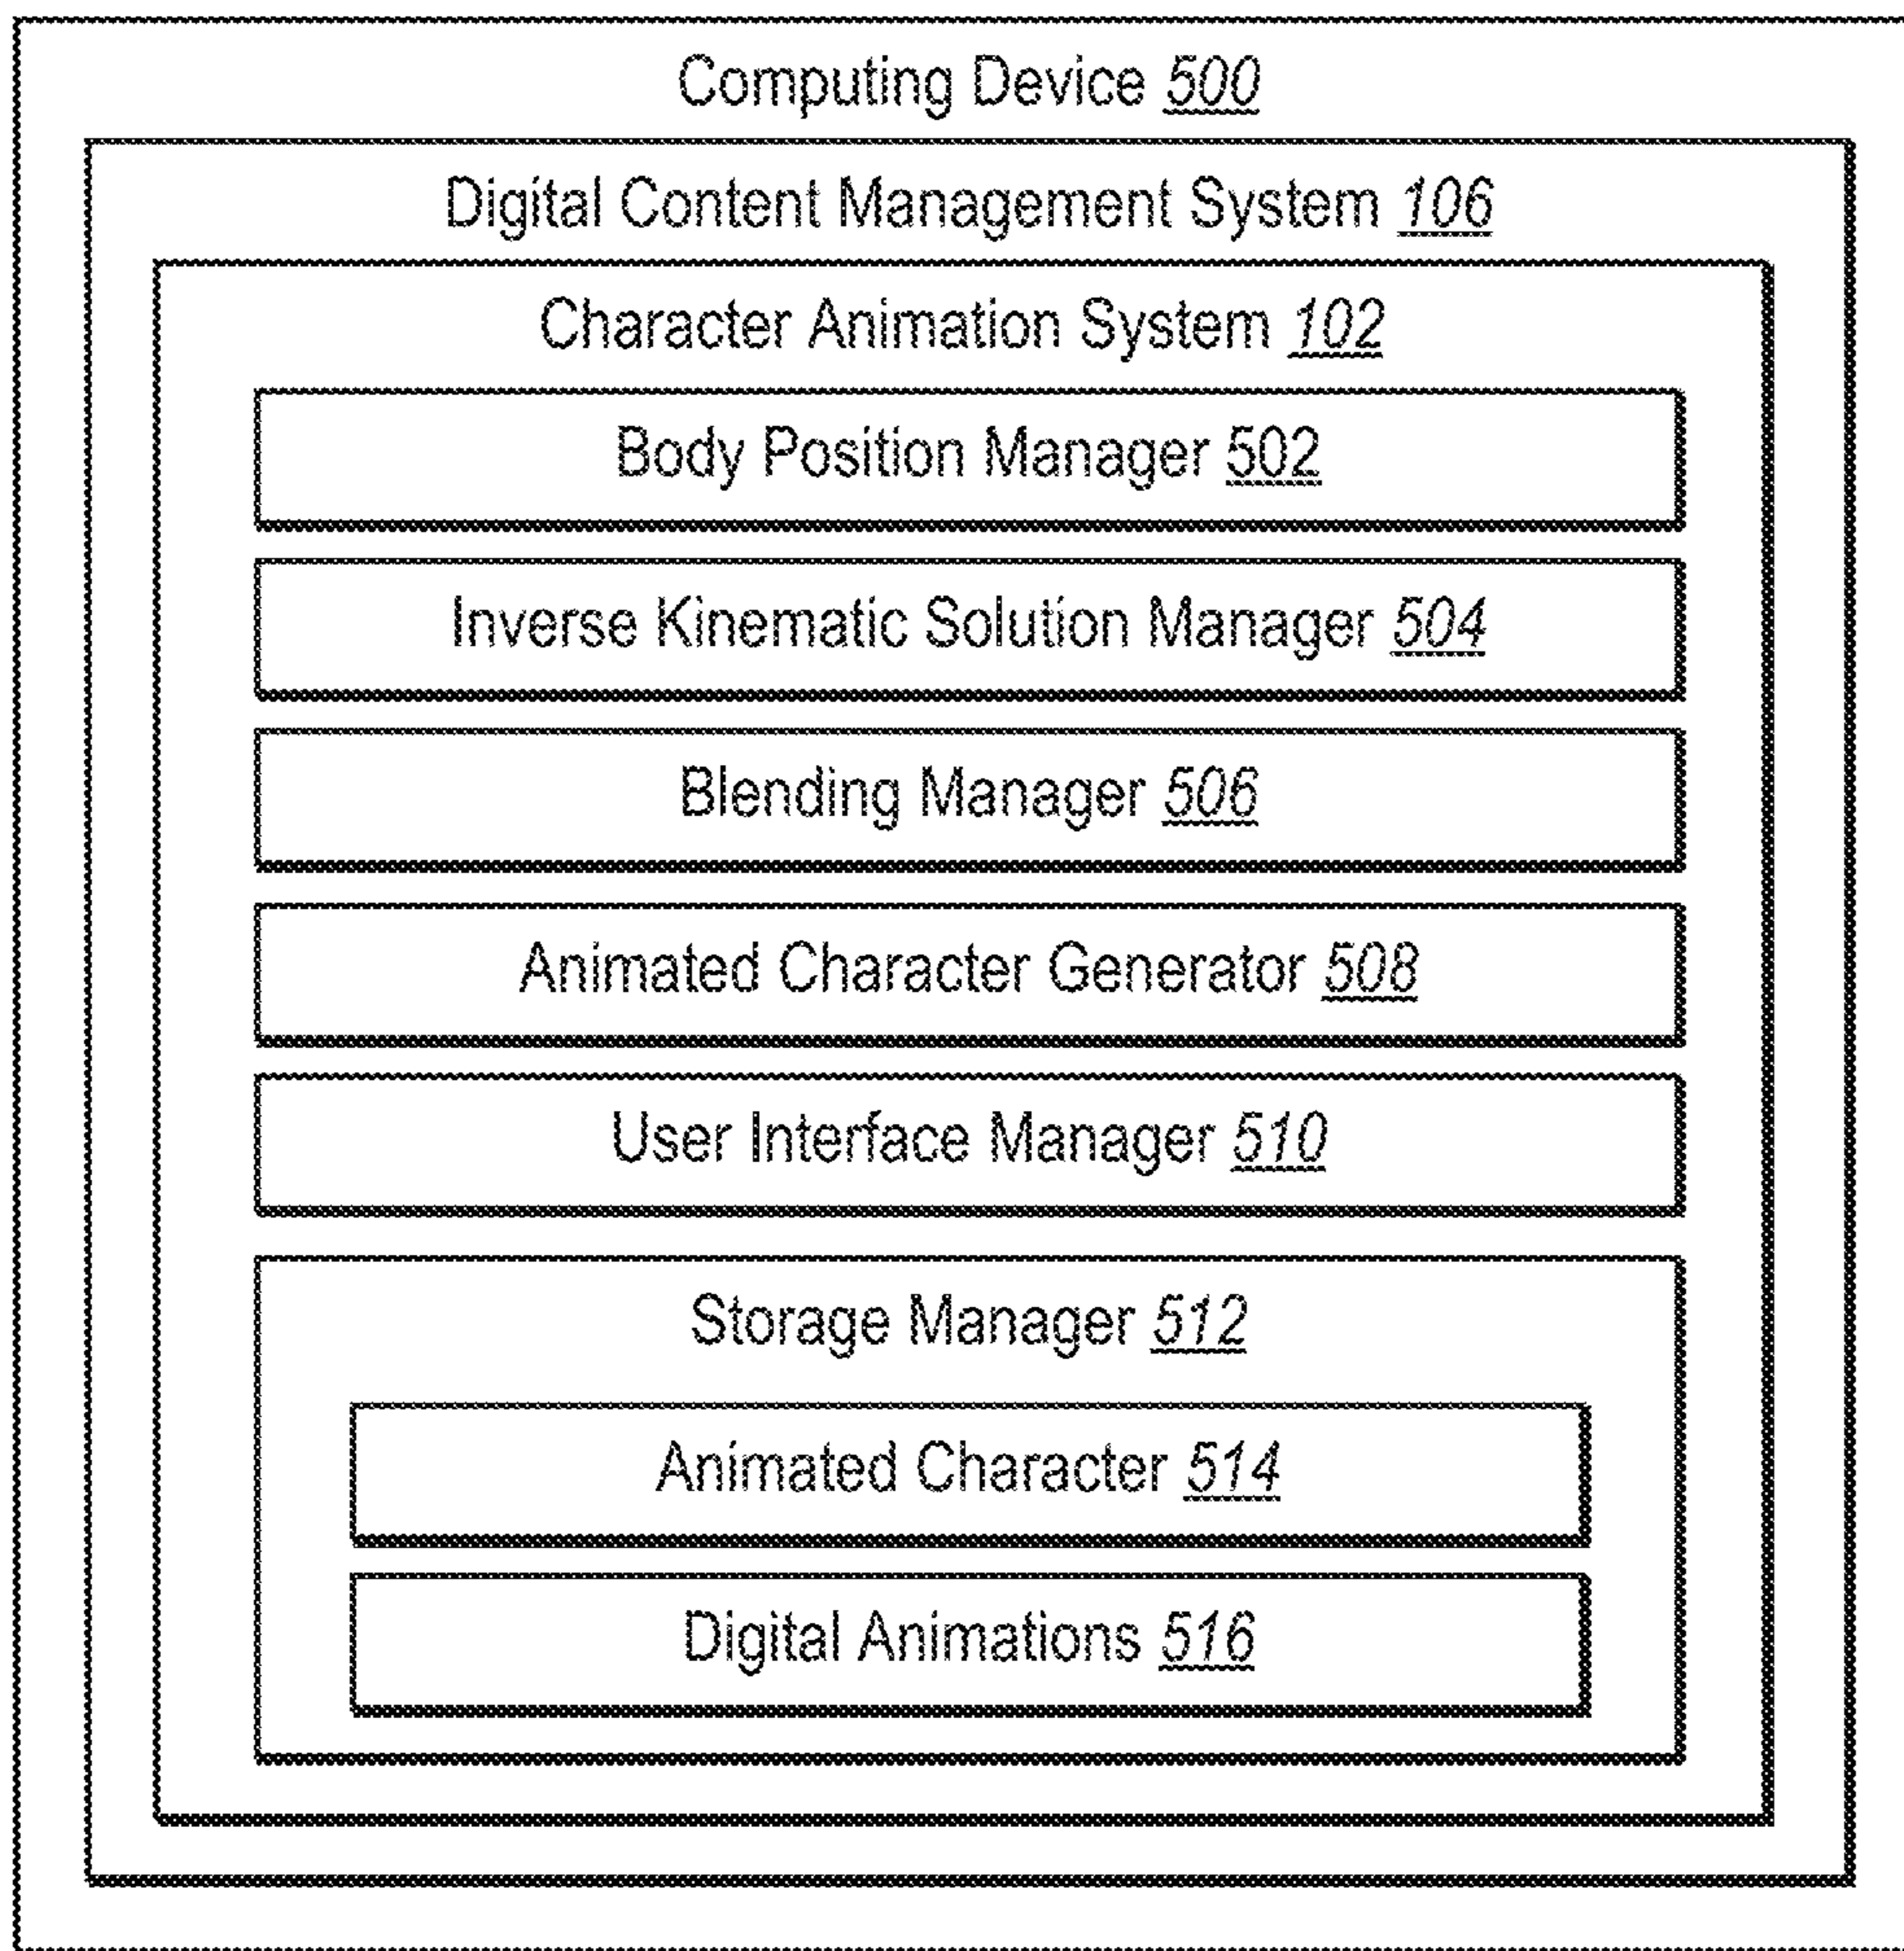 Computing Device 500
Digital Content Management System 106
Character Animation System 102
Body Position Manager 502
Inverse Kinematic Solution Manager 504
Blending Manager 506
Animated Character Generator 508
User Interface Manager 510
Storage Manager 512
Animated Character 514
Digital Animations 516